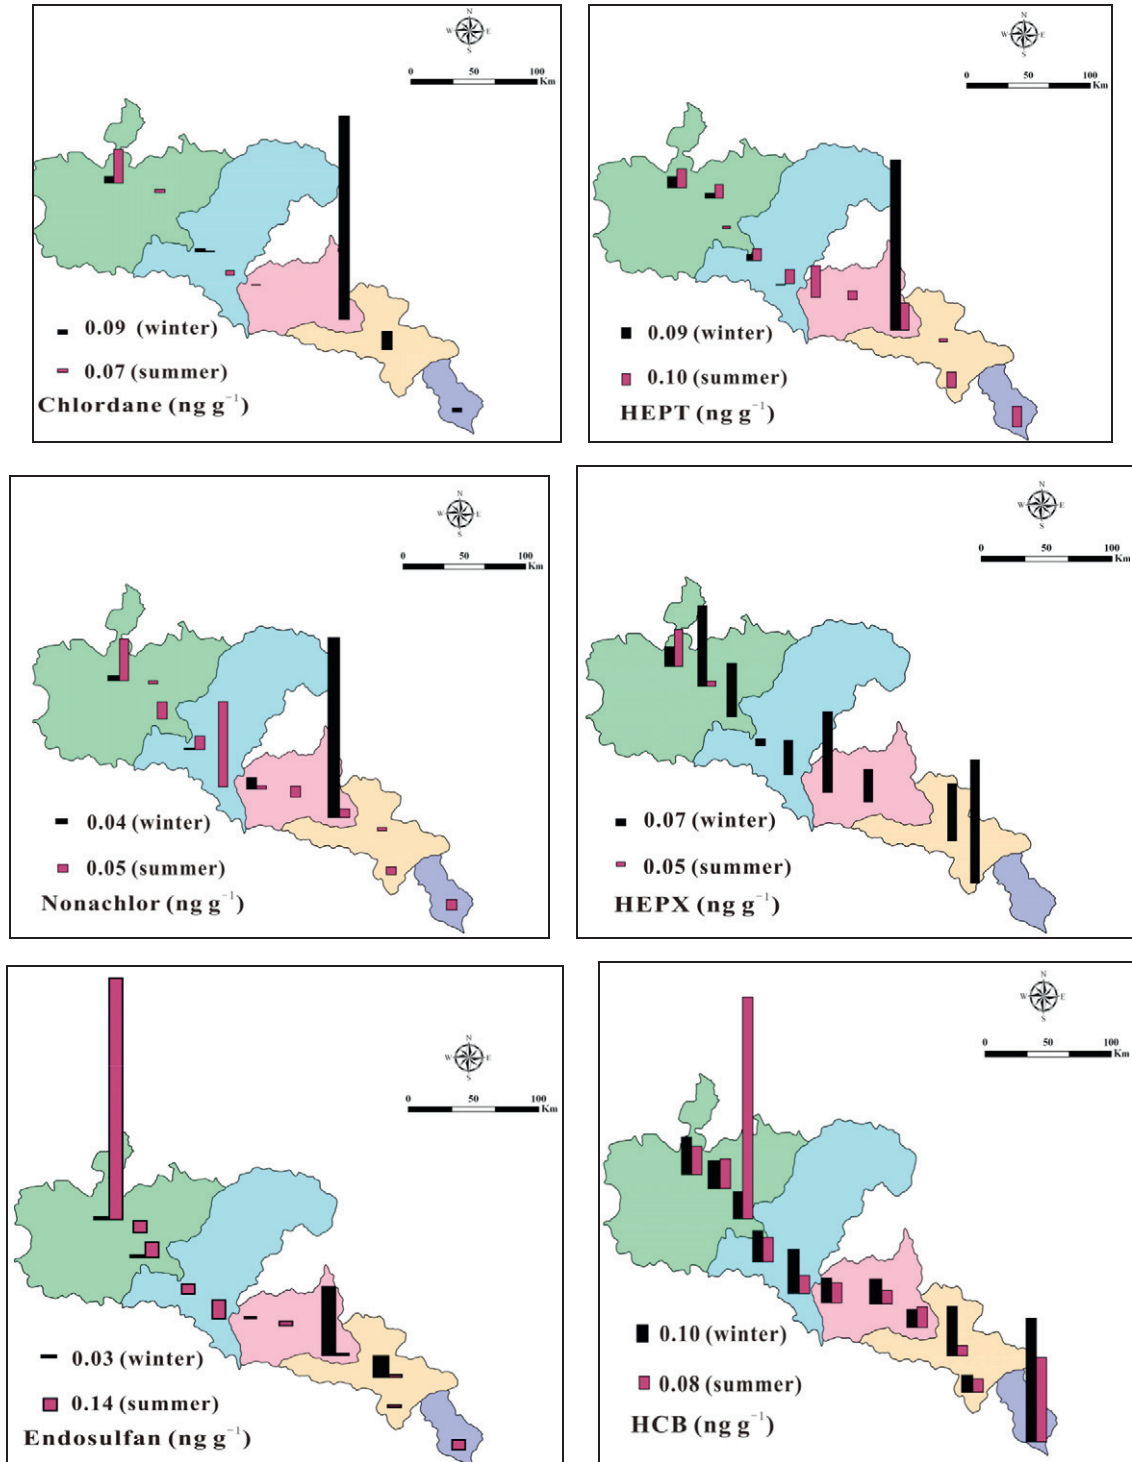 N
W E
S
0 50 100
Km
0.09 (winter)
0.07 (summer)
Chlordane (ng g⁻¹)
N
W E
S
0 50 100
Km
0.09 (winter)
0.10 (summer)
HEPT (ng g⁻¹)
N
W E
S
0 50 100
Km
0.04 (winter)
0.05 (summer)
Nonachlor (ng g⁻¹)
N
W E
S
0 50 100
Km
0.07 (winter)
0.05 (summer)
HEPX (ng g⁻¹)
N
W E
S
0 50 100
Km
0.03 (winter)
0.14 (summer)
Endosulfan (ng g⁻¹)
N
W E
S
0 50 100
Km
0.10 (winter)
0.08 (summer)
HCB (ng g⁻¹)